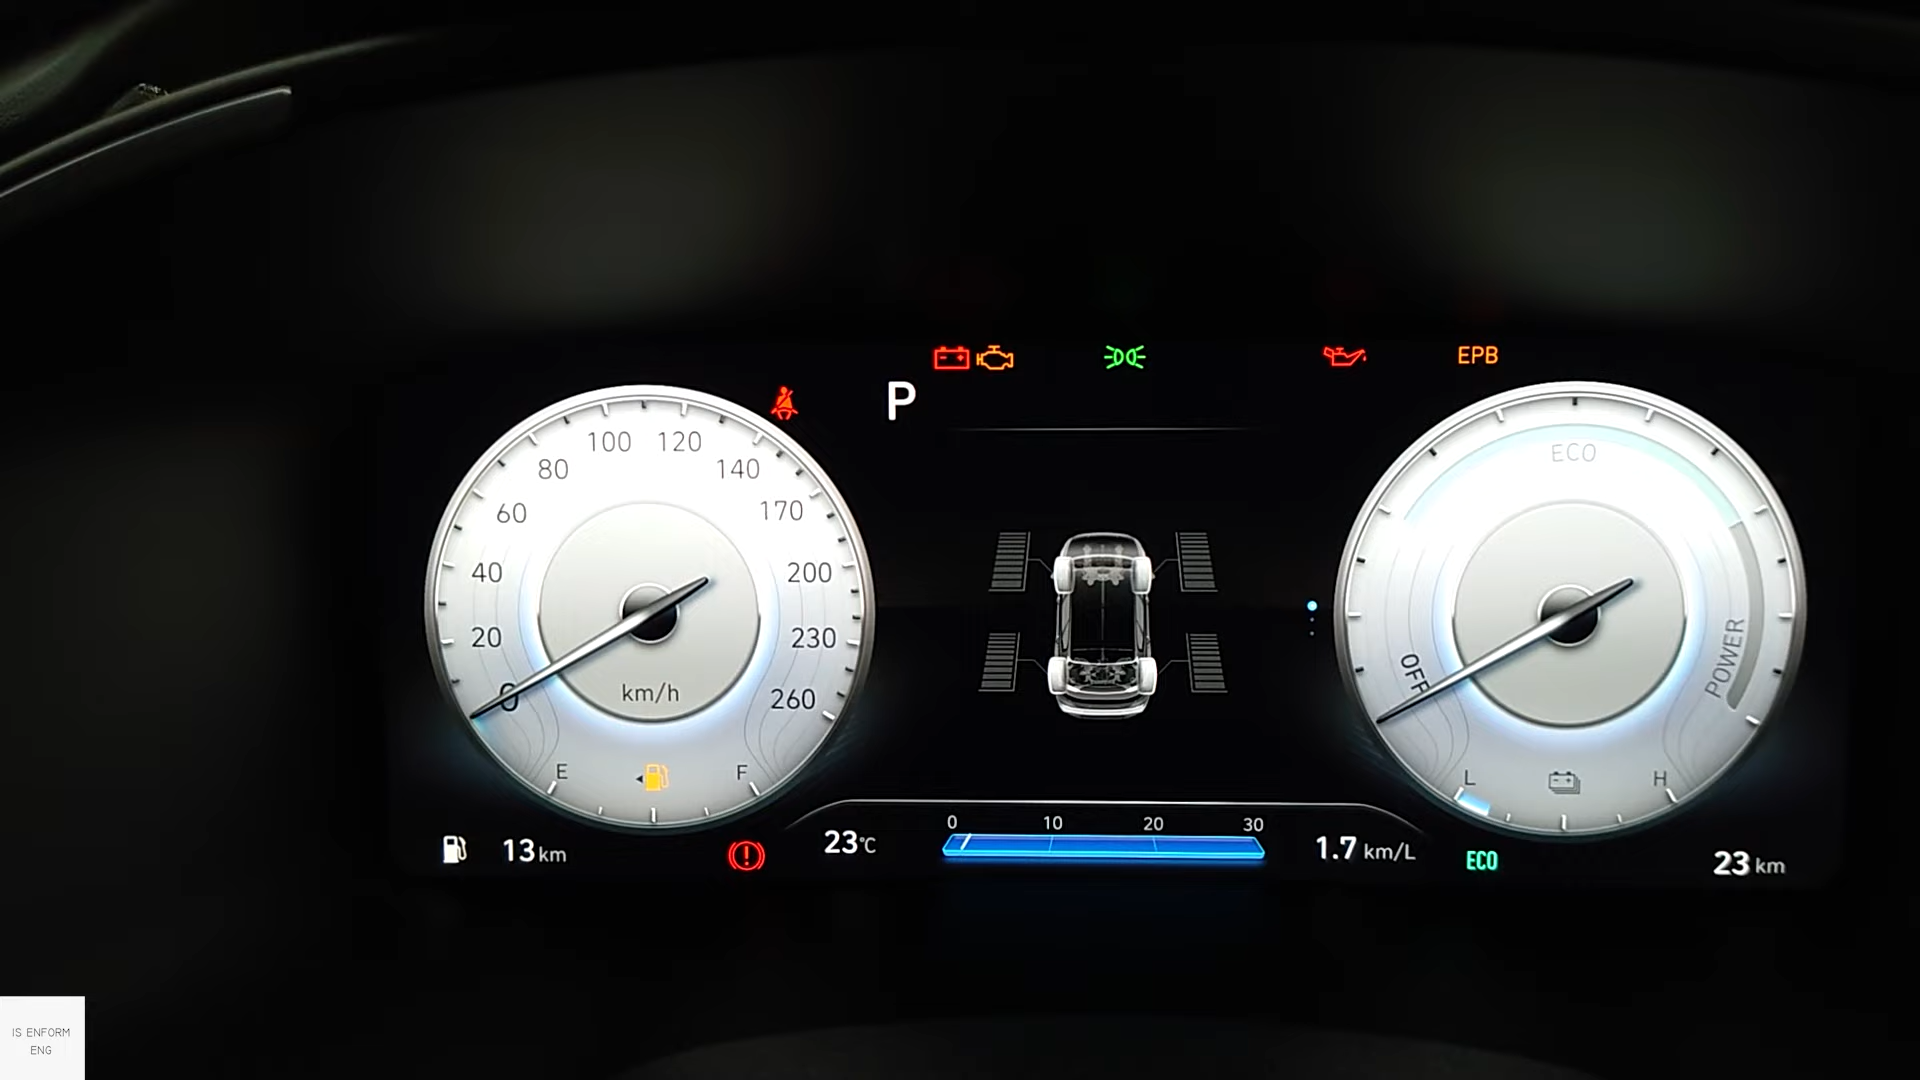 EPB
P
100 120
80 140
60 170
40 200
20 230
0 260
km/h
E F
ECO
OFF
POWER
L H
13 km
23°C
0 10 20 30
1.7 km/L
ECO
23 km
IS ENFORM
ENG